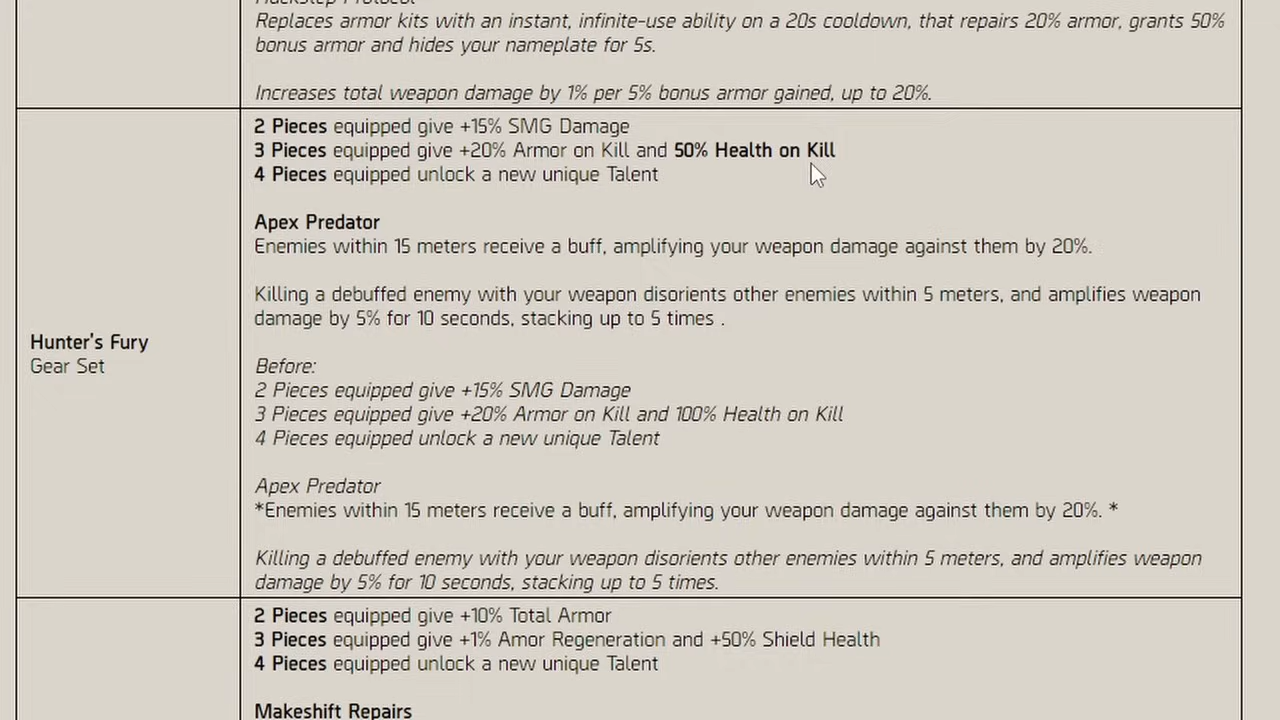 Hackstep Protocol
Replaces armor kits with an instant, infinite-use ability on a 20s cooldown, that repairs 20% armor, grants 50%
bonus armor and hides your nameplate for 5s.
Increases total weapon damage by 1% per 5% bonus armor gained, up to 20%.
Hunter's Fury
Gear Set
2 Pieces equipped give +15% SMG Damage
3 Pieces equipped give +20% Armor on Kill and 50% Health on Kill
4 Pieces equipped unlock a new unique Talent
Apex Predator
Enemies within 15 meters receive a buff, amplifying your weapon damage against them by 20%.
Killing a debuffed enemy with your weapon disorients other enemies within 5 meters, and amplifies weapon
damage by 5% for 10 seconds, stacking up to 5 times .
Before:
2 Pieces equipped give +15% SMG Damage
3 Pieces equipped give +20% Armor on Kill and 100% Health on Kill
4 Pieces equipped unlock a new unique Talent
Apex Predator
*Enemies within 15 meters receive a buff, amplifying your weapon damage against them by 20%. *
Killing a debuffed enemy with your weapon disorients other enemies within 5 meters, and amplifies weapon
damage by 5% for 10 seconds, stacking up to 5 times.
2 Pieces equipped give +10% Total Armor
3 Pieces equipped give +1% Amor Regeneration and +50% Shield Health
4 Pieces equipped unlock a new unique Talent
Makeshift Repairs